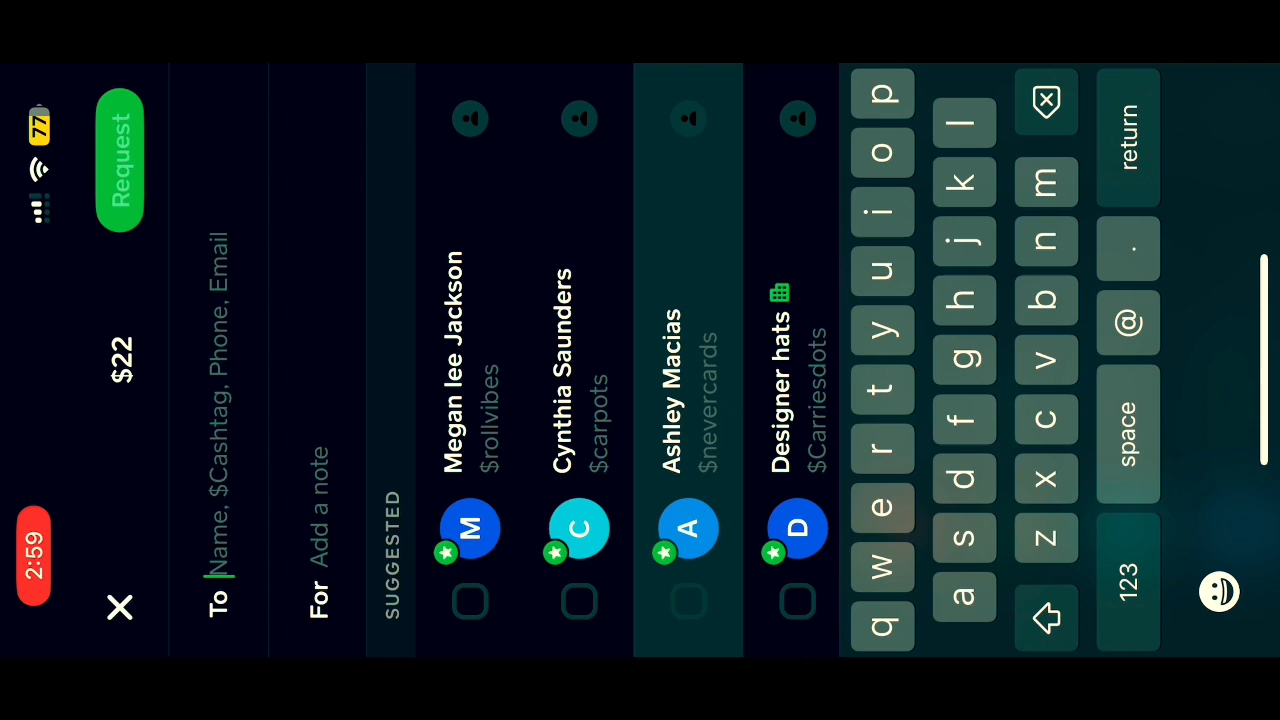 2:59
77
$22
Request
To Name, $Cashtag, Phone, Email
For Add a note
SUGGESTED
M
Megan lee Jackson
$rollvibes
C
Cynthia Saunders
$carpots
A
Ashley Macias
$nevercards
D
Designer hats
$Carriesdots
q w e r t y u i o p
a s d f g h j k l
z x c v b n m
123 space @ . return